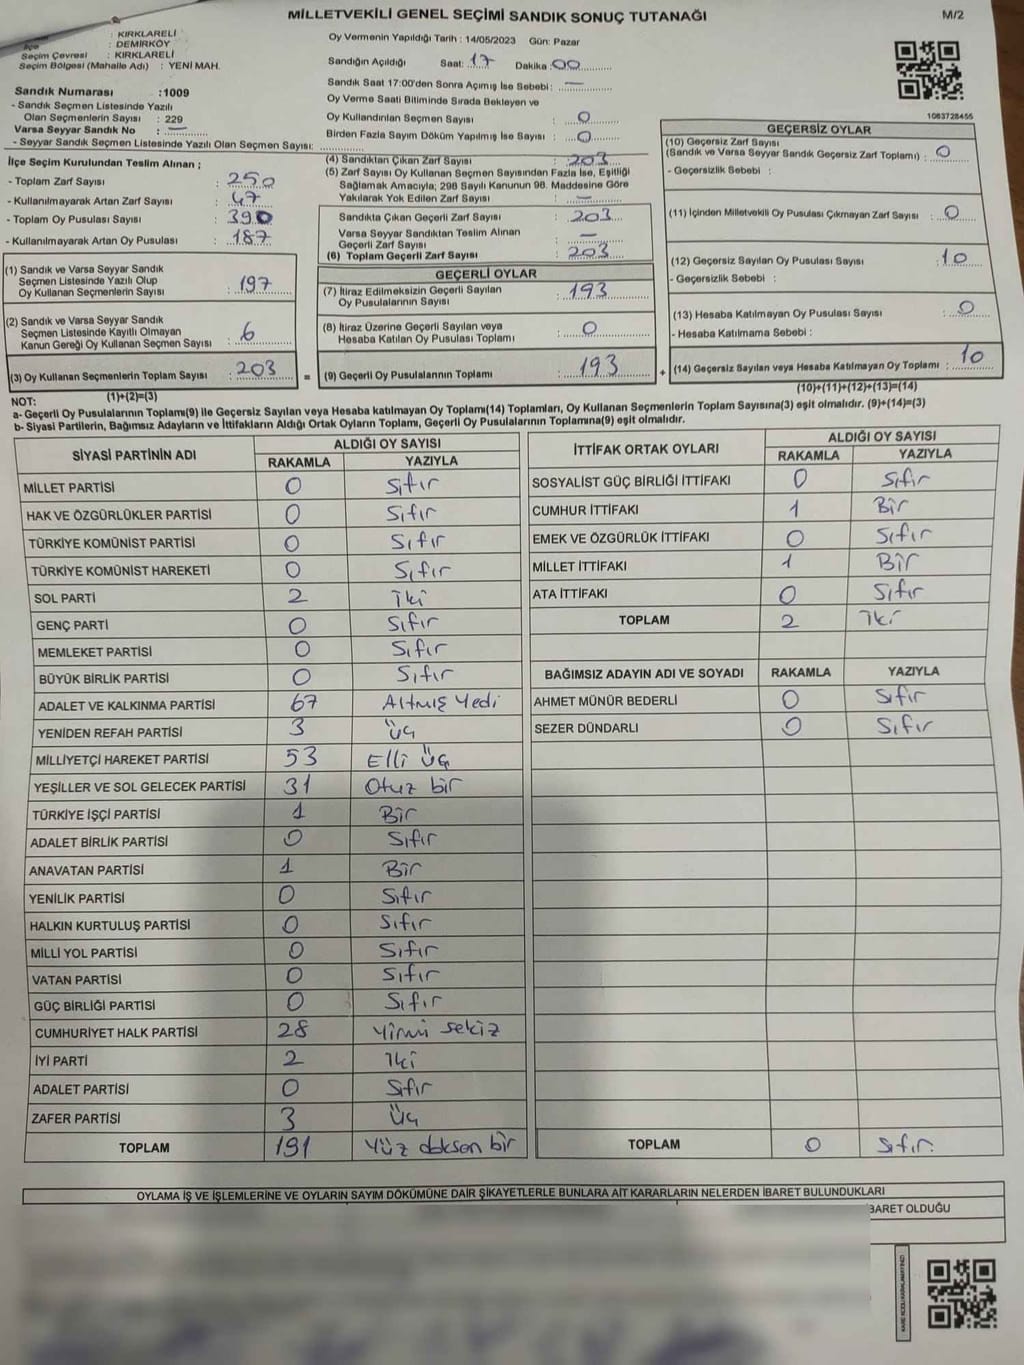 MİLLETVEKİLİ GENEL SEÇİMİ SANDIK SONUÇ TUTANAĞI
M/2
: KIRKLARELİ
İlçe : DEMİRKÖY
Seçim Çevresi : KIRKLARELİ
Seçim Bölgesi (Mahalle Adı) : YENİ MAH.
Sandık Numarası : 1009
- Sandık Seçmen Listesinde Yazılı
Olan Seçmenlerin Sayısı : 229
Varsa Seyyar Sandık No : —
- Seyyar Sandık Seçmen Listesinde Yazılı Olan Seçmen Sayısı:
Oy Vermenin Yapıldığı Tarih : 14/05/2023 Gün: Pazar
Sandığın Açıldığı Saat: 17 Dakika: 00
Sandık Saat 17:00'den Sonra Açımış İse Sebebi: —
Oy Verme Saati Bitiminde Sırada Bekleyen ve
Oy Kullandırılan Seçmen Sayısı : 0
Birden Fazla Sayım Döküm Yapılmış İse Sayısı : 0
1063728455
İlçe Seçim Kurulundan Teslim Alınan ;
- Toplam Zarf Sayısı : 250
- Kullanılmayarak Artan Zarf Sayısı : 47
- Toplam Oy Pusulası Sayısı : 390
- Kullanılmayarak Artan Oy Pusulası : 187
(4) Sandıktan Çıkan Zarf Sayısı : 203
(5) Zarf Sayısı Oy Kullanan Seçmen Sayısından Fazla İse, Eşitliği
Sağlamak Amacıyla; 298 Sayılı Kanunun 98. Maddesine Göre
Yakılarak Yok Edilen Zarf Sayısı : —
Sandıkta Çıkan Geçerli Zarf Sayısı : 203
Varsa Seyyar Sandıktan Teslim Alınan
Geçerli Zarf Sayısı : —
(6) Toplam Geçerli Zarf Sayısı : 203
GEÇERSİZ OYLAR
(10) Geçersiz Zarf Sayısı
(Sandık ve Varsa Seyyar Sandık Geçersiz Zarf Toplamı) : 0
- Geçersizlik Sebebi :
(11) İçinden Milletvekili Oy Pusulası Çıkmayan Zarf Sayısı : 0
(12) Geçersiz Sayılan Oy Pusulası Sayısı : 10
- Geçersizlik Sebebi :
(13) Hesaba Katılmayan Oy Pusulası Sayısı : 0
- Hesaba Katılmama Sebebi :
(14) Geçersiz Sayılan veya Hesaba Katılmayan Oy Toplamı : 10
(10)+(11)+(12)+(13)=(14)
(1) Sandık ve Varsa Seyyar Sandık
Seçmen Listesinde Yazılı Olup
Oy Kullanan Seçmenlerin Sayısı : 197
(2) Sandık ve Varsa Seyyar Sandık
Seçmen Listesinde Kayıtlı Olmayan
Kanun Gereği Oy Kullanan Seçmen Sayısı : 6
(3) Oy Kullanan Seçmenlerin Toplam Sayısı : 203
(1)+(2)=(3)
=
GEÇERLİ OYLAR
(7) İtiraz Edilmeksizin Geçerli Sayılan
Oy Pusulalarının Sayısı : 193
(8) İtiraz Üzerine Geçerli Sayılan veya
Hesaba Katılan Oy Pusulası Toplamı : 0
(9) Geçerli Oy Pusulalarının Toplamı : 193
+
NOT:
a- Geçerli Oy Pusulalarının Toplamı(9) ile Geçersiz Sayılan veya Hesaba katılmayan Oy Toplamı(14) Toplamları, Oy Kullanan Seçmenlerin Toplam Sayısına(3) eşit olmalıdır. (9)+(14)=(3)
b- Siyasi Partilerin, Bağımsız Adayların ve İttifakların Aldığı Ortak Oyların Toplamı, Geçerli Oy Pusulalarının Toplamına(9) eşit olmalıdır.
SİYASİ PARTİNİN ADI ALDIĞI OY SAYISI
RAKAMLA YAZIYLA
MİLLET PARTİSİ 0 Sıfır
HAK VE ÖZGÜRLÜKLER PARTİSİ 0 Sıfır
TÜRKİYE KOMÜNİST PARTİSİ 0 Sıfır
TÜRKİYE KOMÜNİST HAREKETİ 0 Sıfır
SOL PARTİ 2 iki
GENÇ PARTİ 0 Sıfır
MEMLEKET PARTİSİ 0 Sıfır
BÜYÜK BİRLİK PARTİSİ 0 Sıfır
ADALET VE KALKINMA PARTİSİ 67 Altmış Yedi
YENİDEN REFAH PARTİSİ 3 Üç
MİLLİYETÇİ HAREKET PARTİSİ 53 Elli Üç
YEŞİLLER VE SOL GELECEK PARTİSİ 31 Otuz bir
TÜRKİYE İŞÇİ PARTİSİ 1 Bir
ADALET BİRLİK PARTİSİ 0 Sıfır
ANAVATAN PARTİSİ 1 Bir
YENİLİK PARTİSİ 0 Sıfır
HALKIN KURTULUŞ PARTİSİ 0 Sıfır
MİLLİ YOL PARTİSİ 0 Sıfır
VATAN PARTİSİ 0 Sıfır
GÜÇ BİRLİĞİ PARTİSİ 0 Sıfır
CUMHURİYET HALK PARTİSİ 28 Yirmi sekiz
İYİ PARTİ 2 İki
ADALET PARTİSİ 0 Sıfır
ZAFER PARTİSİ 3 Üç
TOPLAM 191 Yüz doksan bir
İTTİFAK ORTAK OYLARI ALDIĞI OY SAYISI
RAKAMLA YAZIYLA
SOSYALİST GÜÇ BİRLİĞİ İTTİFAKI 0 Sıfır
CUMHUR İTTİFAKI 1 Bir
EMEK VE ÖZGÜRLÜK İTTİFAKI 0 Sıfır
MİLLET İTTİFAKI 1 Bir
ATA İTTİFAKI 0 Sıfır
TOPLAM 2 iki
BAĞIMSIZ ADAYIN ADI VE SOYADI RAKAMLA YAZIYLA
AHMET MÜNÜR BEDERLİ 0 Sıfır
SEZER DÜNDARLI 0 Sıfır
TOPLAM 0 Sıfır.
OYLAMA İŞ VE İŞLEMLERİNE VE OYLARIN SAYIM DÖKÜMÜNE DAİR ŞİKAYETLERLE BUNLARA AİT KARARLARIN NELERDEN İBARET BULUNDUKLARI
BARET OLDUĞU